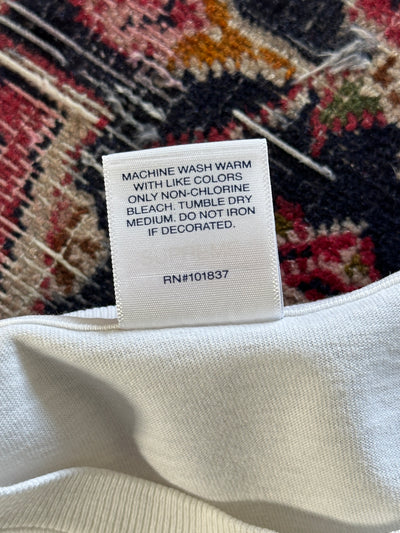 MACHINE WASH WARM
WITH LIKE COLORS
ONLY NON-CHLORINE
BLEACH. TUMBLE DRY
MEDIUM. DO NOT IRON
IF DECORATED.
RN#101837